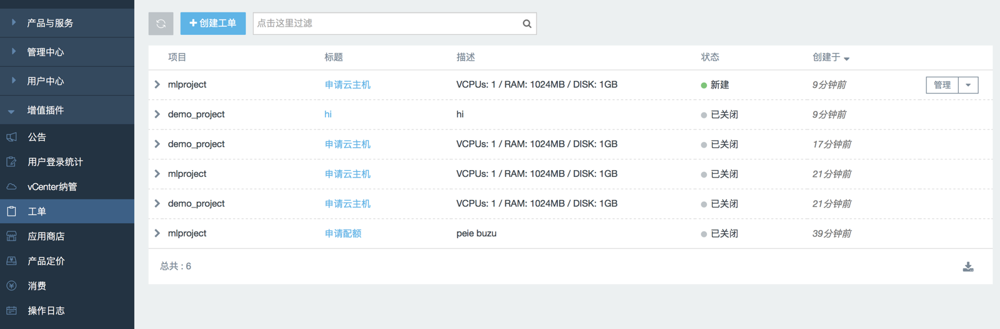 产品与服务
管理中心
用户中心
增值插件
公告
用户登录统计
vCenter纳管
工单
应用商店
产品定价
消费
操作日志
创建工单 点击这里过滤
项目 标题 描述 状态 创建于
mlproject 申请云主机 VCPUs: 1 / RAM: 1024MB / DISK: 1GB 新建 9分钟前 管理
demo_project hi hi 已关闭 9分钟前
demo_project 申请云主机 VCPUs: 1 / RAM: 1024MB / DISK: 1GB 已关闭 17分钟前
mlproject 申请云主机 VCPUs: 1 / RAM: 1024MB / DISK: 1GB 已关闭 21分钟前
demo_project 申请云主机 VCPUs: 1 / RAM: 1024MB / DISK: 1GB 已关闭 21分钟前
mlproject 申请配额 peie buzu 已关闭 39分钟前
总共 : 6